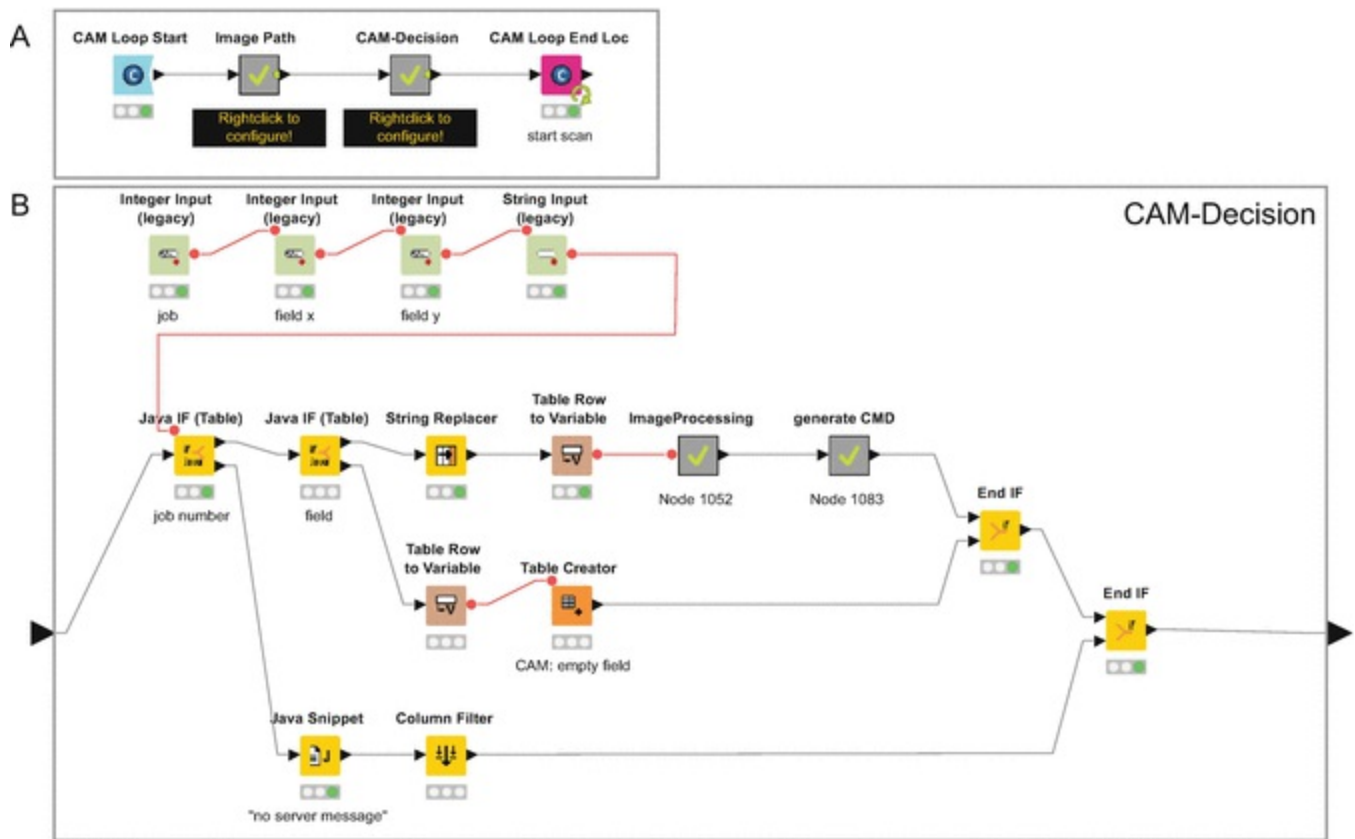 A
CAM Loop Start
Image Path
CAM-Decision
CAM Loop End Loc
Rightclick to
configure!
Rightclick to
configure!
start scan
B
CAM-Decision
Integer Input
(legacy)
Integer Input
(legacy)
Integer Input
(legacy)
String Input
(legacy)
job
field x
field y
Java IF (Table)
Java IF (Table)
String Replacer
Table Row
to Variable
ImageProcessing
generate CMD
job number
field
Node 1052
Node 1083
End IF
Table Row
to Variable
Table Creator
CAM: empty field
End IF
Java Snippet
Column Filter
"no server message"